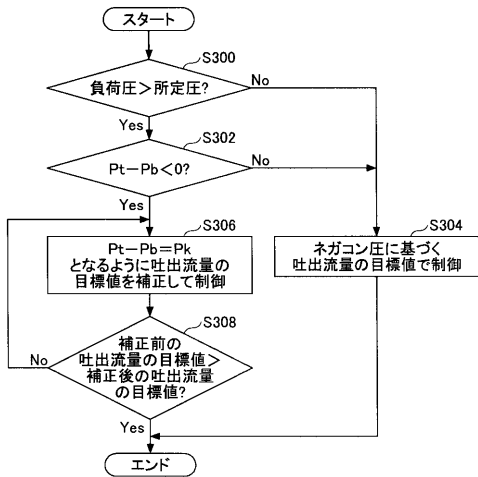 スタート
S300
負荷圧＞所定圧?
No
Yes
S302
Pt－Pb＜0?
No
Yes
S306
Pt－Pb＝Pk
となるように吐出流量の
目標値を補正して制御
S304
ネガコン圧に基づく
吐出流量の目標値で制御
S308
補正前の
吐出流量の目標値＞
補正後の吐出流量
の目標値?
No
Yes
エンド